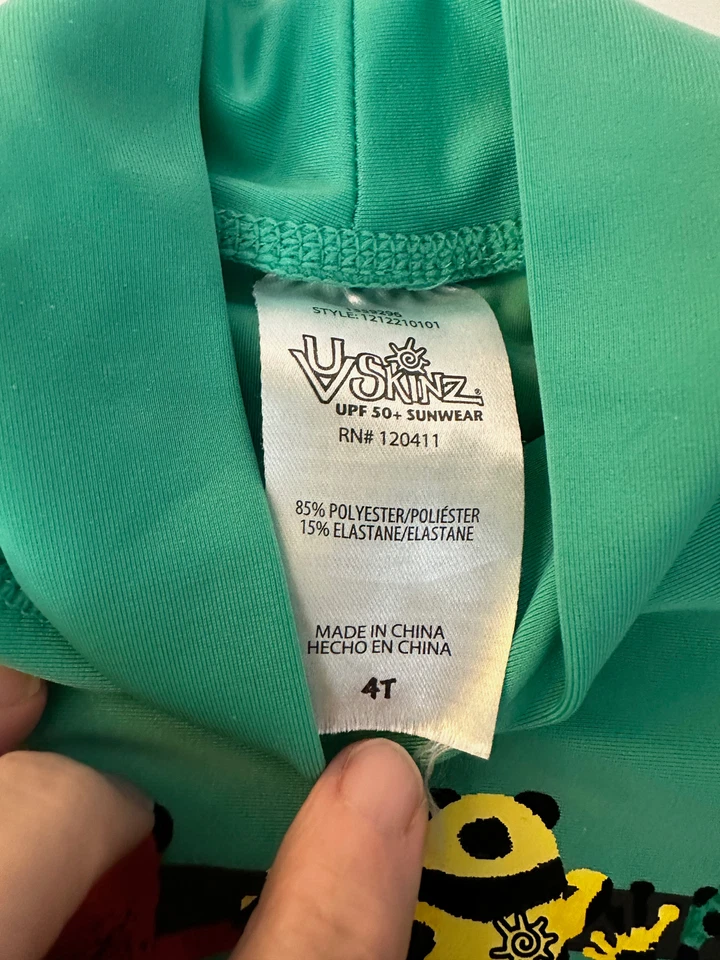 STYLE: 1212210101
UV SKINZ®
UPF 50+ SUNWEAR
RN# 120411
85% POLYESTER/POLIÉSTER
15% ELASTANE/ELASTANE
MADE IN CHINA
HECHO EN CHINA
4T